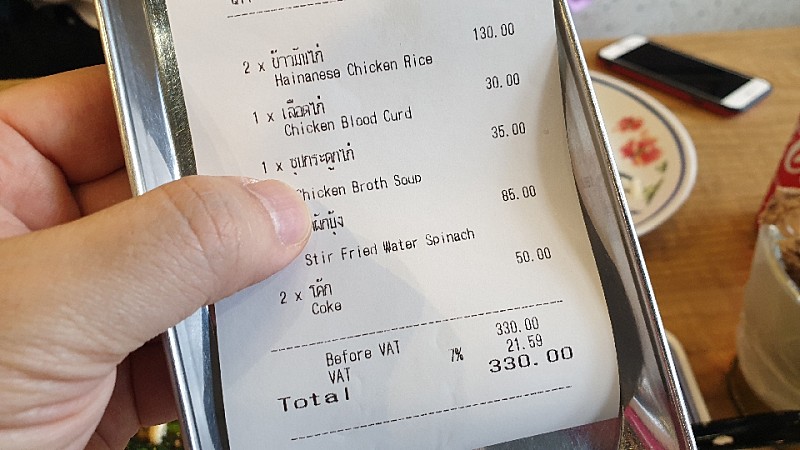 2 x ข้าวมันไก่ 130.00
Hainanese Chicken Rice
1 x เลือดไก่ 30.00
Chicken Blood Curd
1 x ซุปกระดูกไก่ 35.00
Chicken Broth Soup
ผักบุ้ง 85.00
Stir Fried Water Spinach
2 x โค้ก 50.00
Coke
Before VAT 330.00
VAT 7% 21.59
Total 330.00